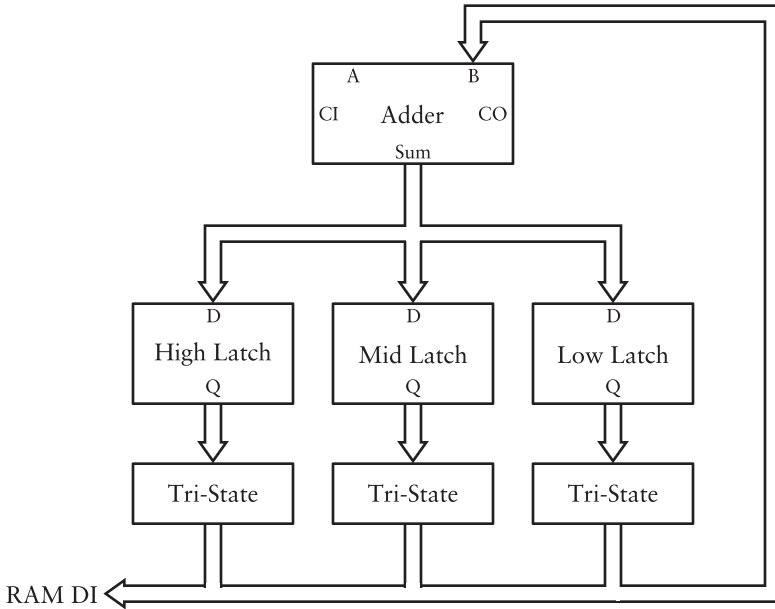 A B
CI Adder CO
Sum
D D D
High Latch Mid Latch Low Latch
Q Q Q
Tri-State Tri-State Tri-State
RAM DI